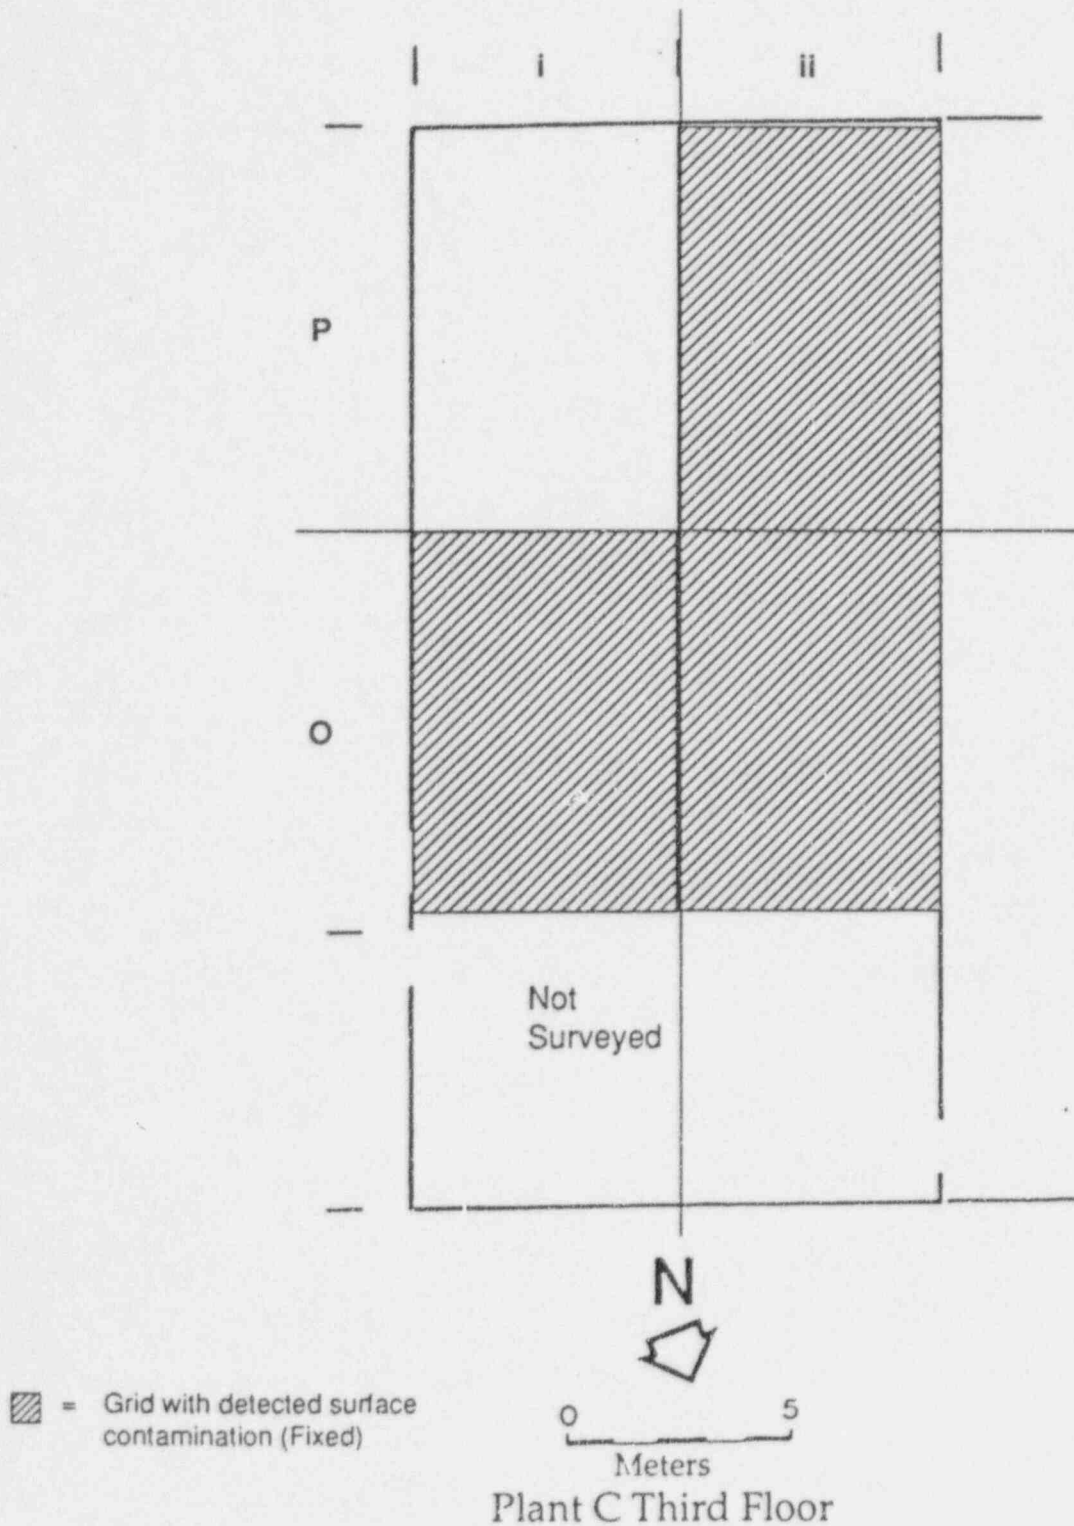 i ii
P
O
Not
Surveyed
N
= Grid with detected surface
contamination (Fixed)
0 5
Meters
Plant C Third Floor